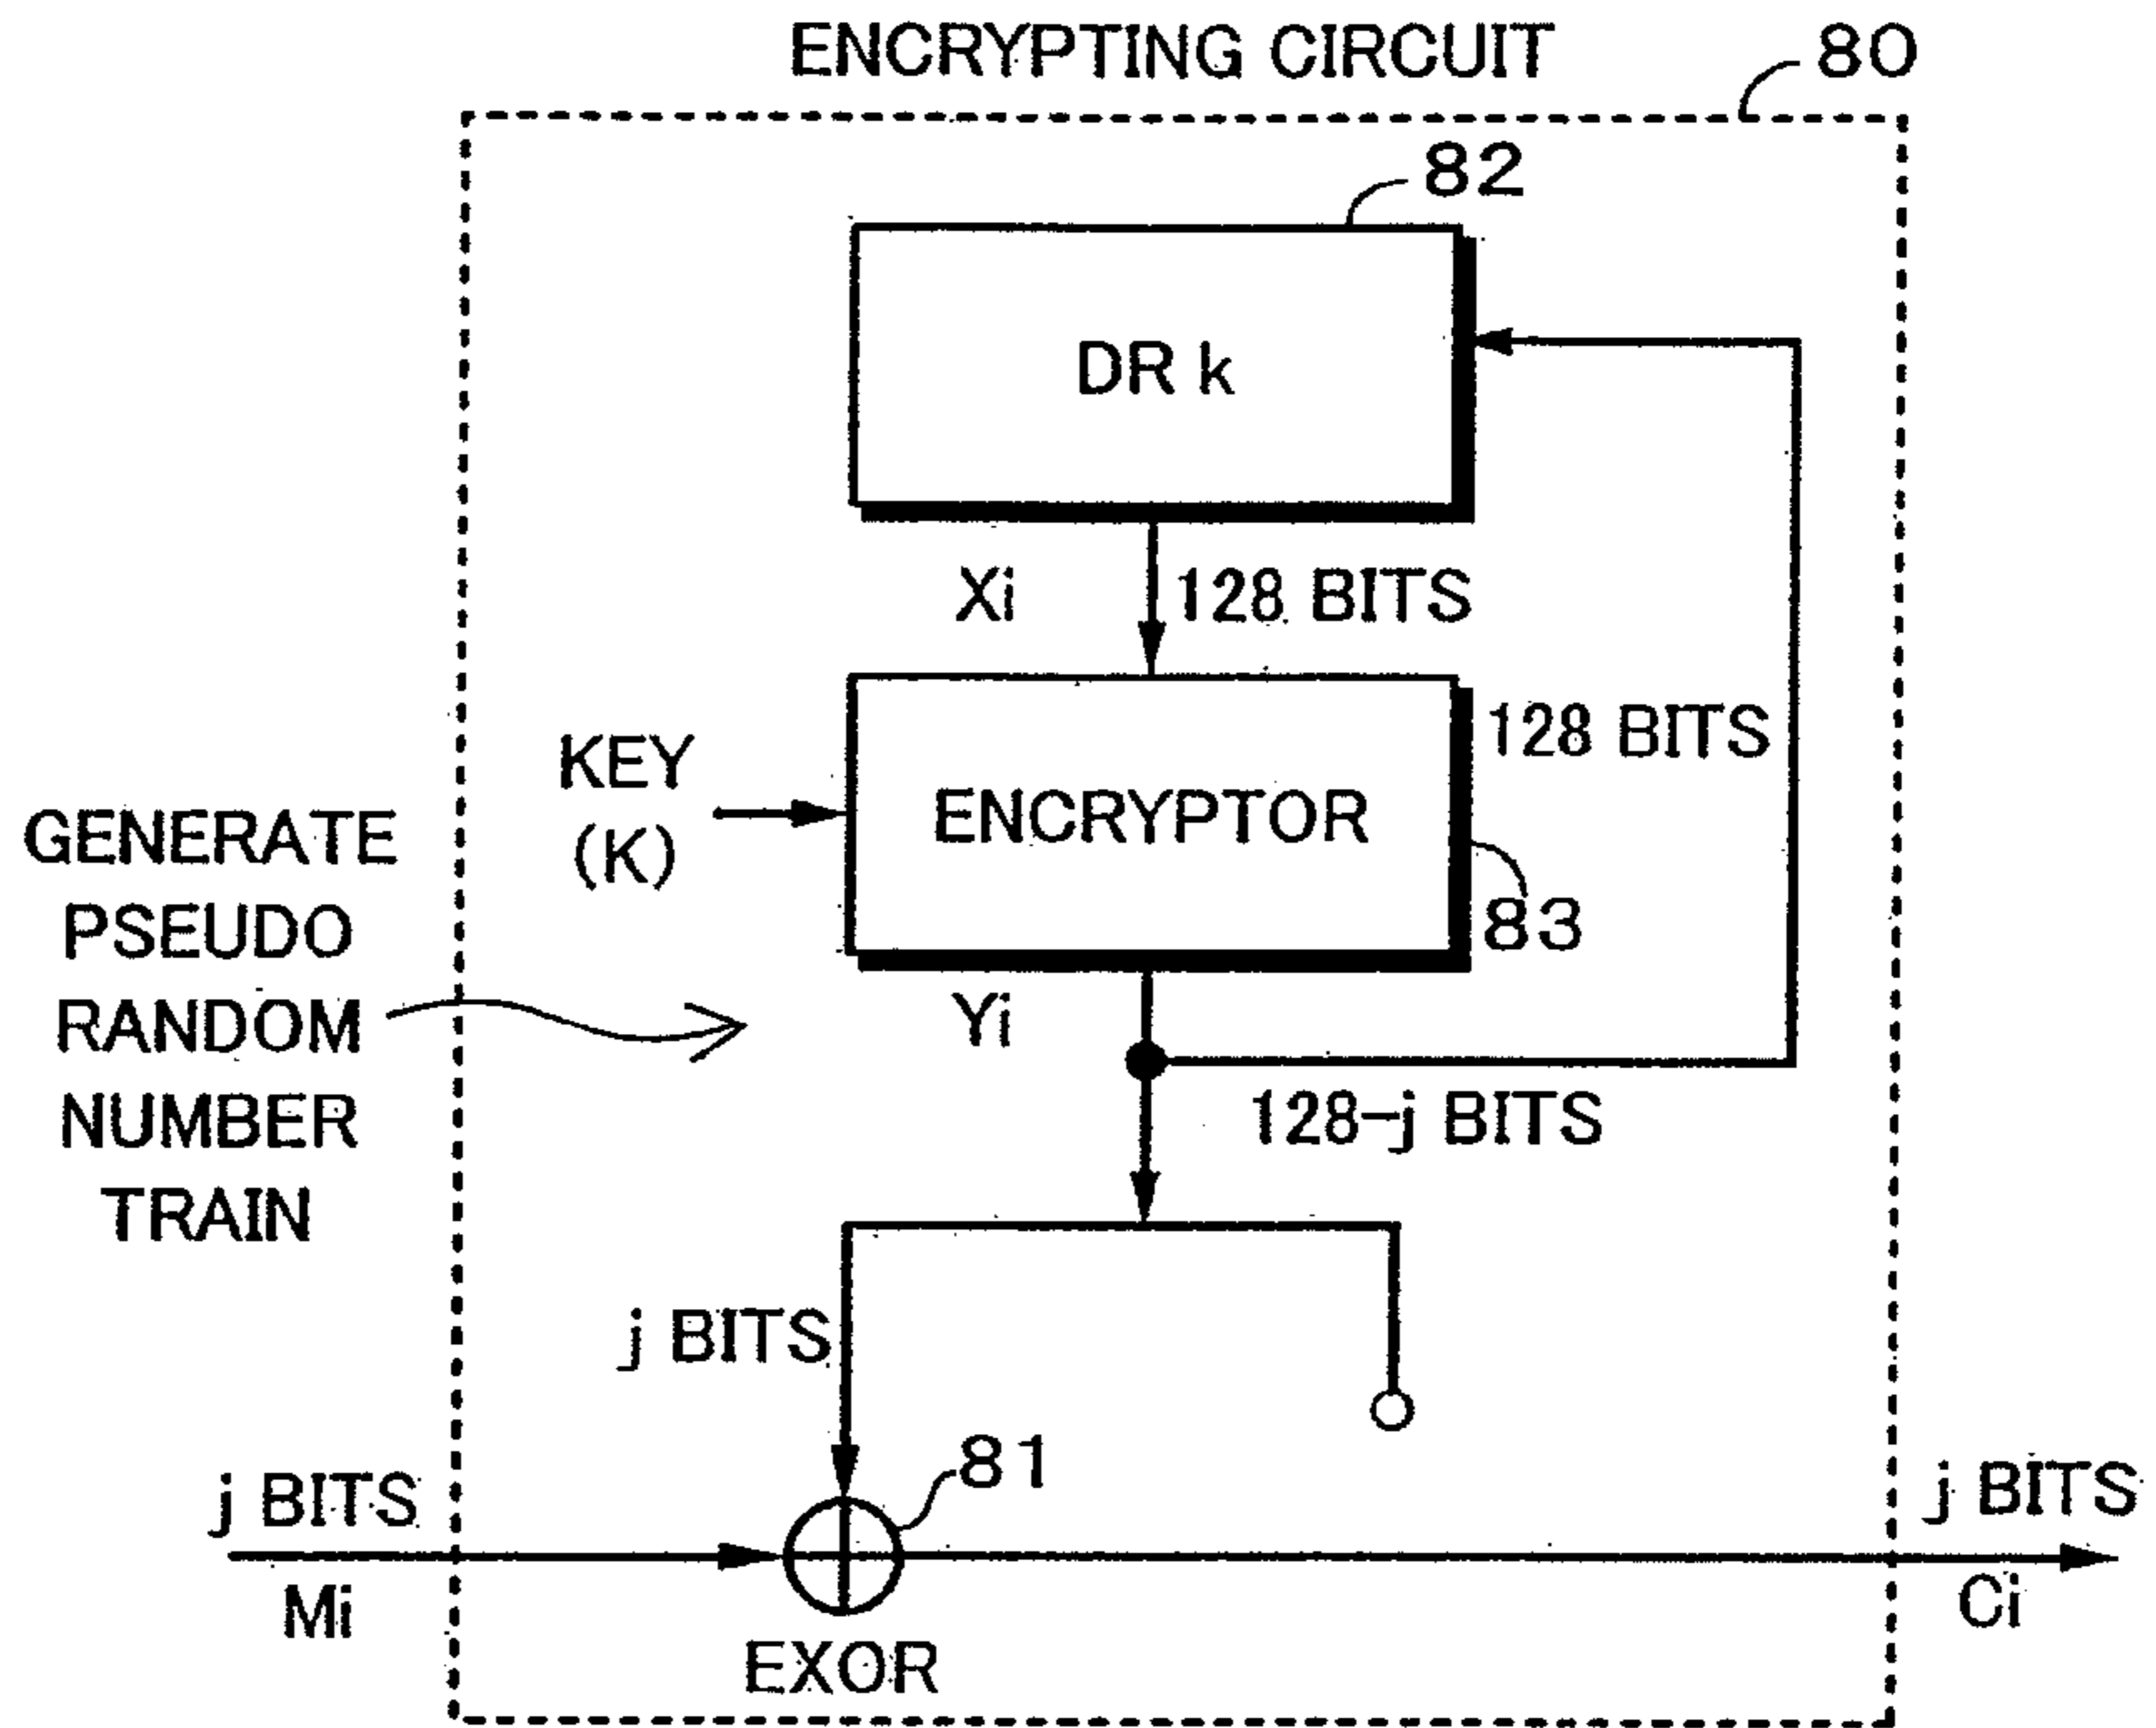 ENCRYPTING CIRCUIT
80
82
DR k
Xi
128 BITS
128 BITS
KEY
(K)
ENCRYPTOR
83
GENERATE
PSEUDO
RANDOM
NUMBER
TRAIN
Yi
128-j BITS
j BITS
81
j BITS
Mi
EXOR
j BITS
Ci